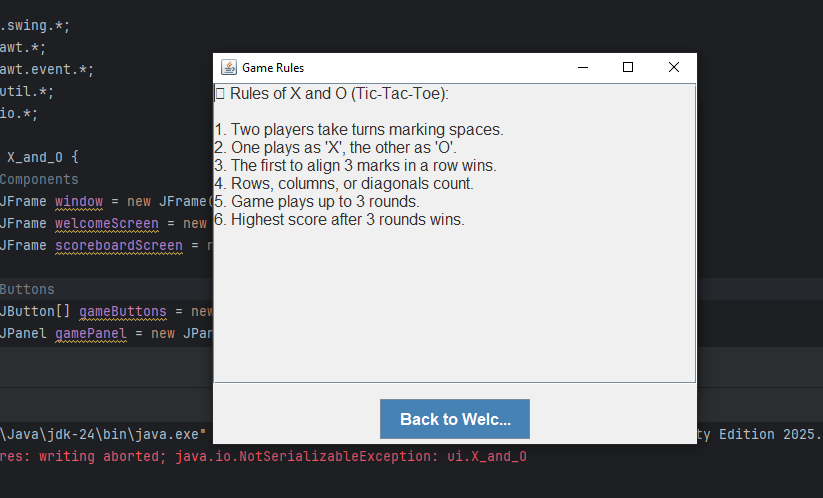 .swing.*;
awt.*;
awt.event.*;
util.*;
io.*;
X_and_O {
Components
JFrame window = new JFrame(
JFrame welcomeScreen = new
JFrame scoreboardScreen = n
Buttons
JButton[] gameButtons = new
JPanel gamePanel = new JPan
Game Rules
Rules of X and O (Tic-Tac-Toe):
1. Two players take turns marking spaces.
2. One plays as 'X', the other as 'O'.
3. The first to align 3 marks in a row wins.
4. Rows, columns, or diagonals count.
5. Game plays up to 3 rounds.
6. Highest score after 3 rounds wins.
Back to Welc...
\Java\jdk-24\bin\java.exe" ty Edition 2025.
res: writing aborted; java.io.NotSerializableException: ui.X_and_O